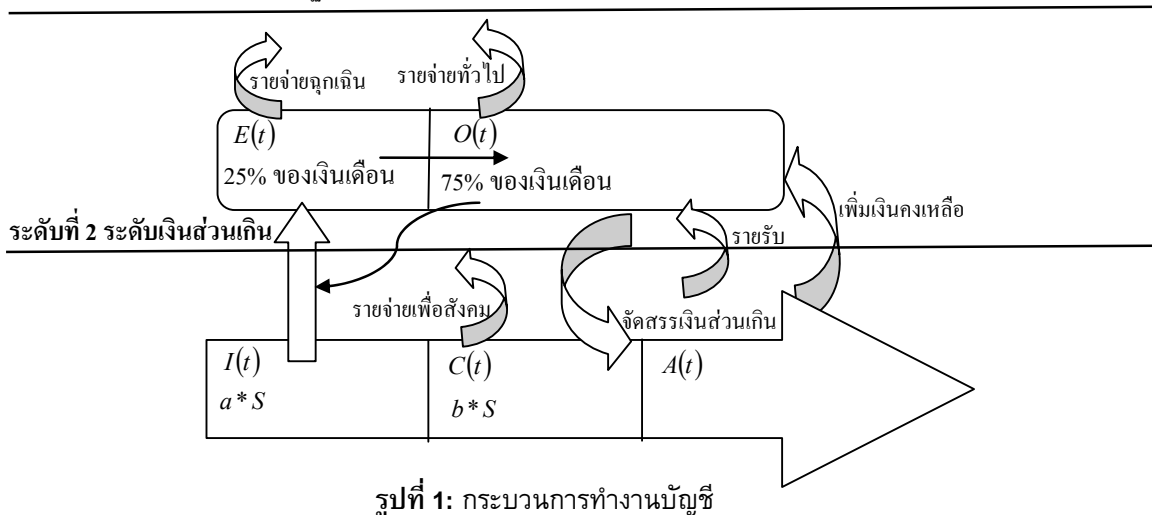 รายจ่ายฉุกเฉิน รายจ่ายทั่วไป
E(t) O(t)
25% ของเงินเดือน 75% ของเงินเดือน
เพิ่มเงินคงเหลือ
ระดับที่ 2 ระดับเงินส่วนเกิน
รายรับ
รายจ่ายเพื่อสังคม
จัดสรรเงินส่วนเกิน
I(t) C(t) A(t)
a * S b * S
รูปที่ 1: กระบวนการทำงานบัญชี